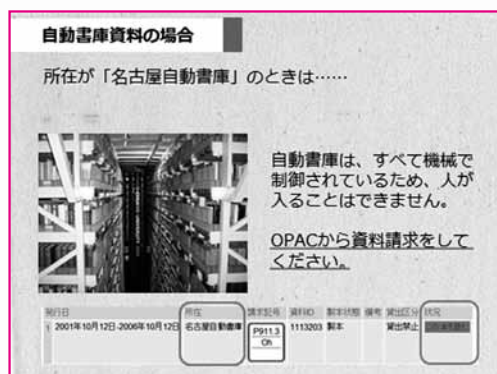 自動書庫資料の場合
所在が「名古屋自動書庫」のときは……
自動書庫は、すべて機械で
制御されているため、人が
入ることはできません。
OPACから資料請求をして
ください。
発行日 所在 請求記号 資料ID 製本状態 備考 貸出区分 状況
1 2001年10月12日-2006年10月12日 名古屋自動書庫 P911.3 1113203 製本 貸出禁止
Oh